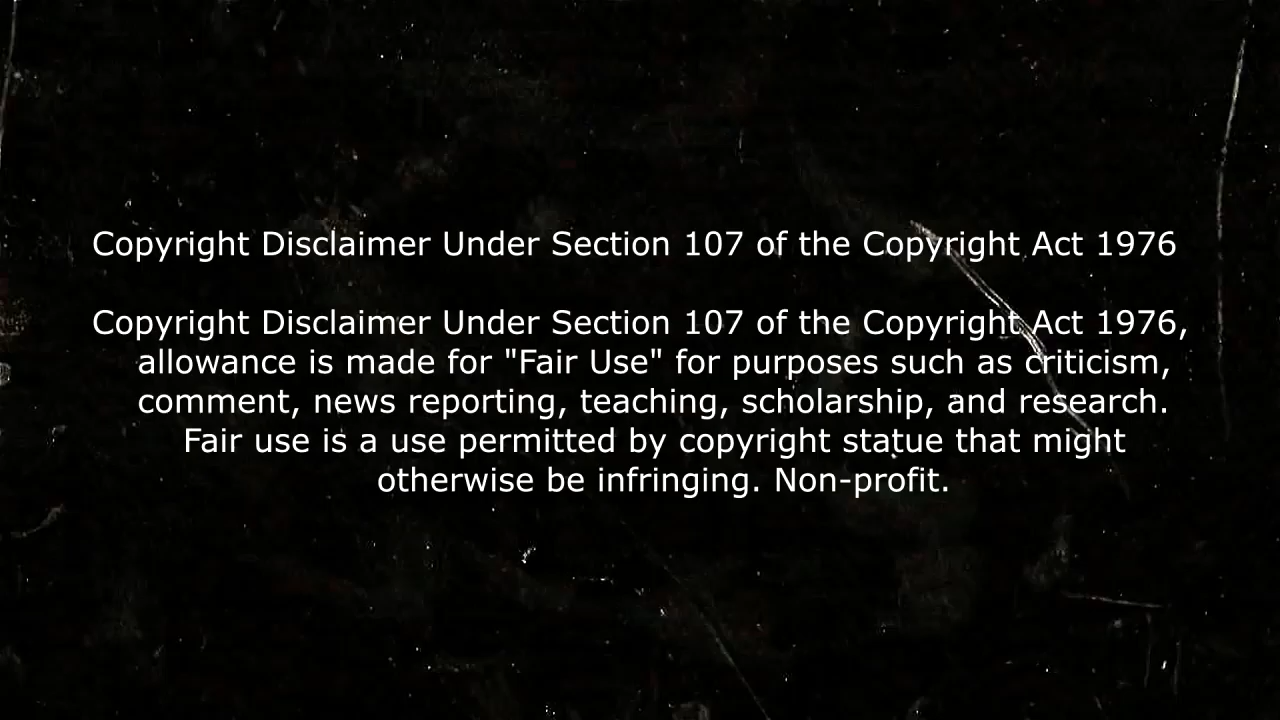 Copyright Disclaimer Under Section 107 of the Copyright Act 1976
Copyright Disclaimer Under Section 107 of the Copyright Act 1976,
allowance is made for "Fair Use" for purposes such as criticism,
comment, news reporting, teaching, scholarship, and research.
Fair use is a use permitted by copyright statue that might
otherwise be infringing. Non-profit.